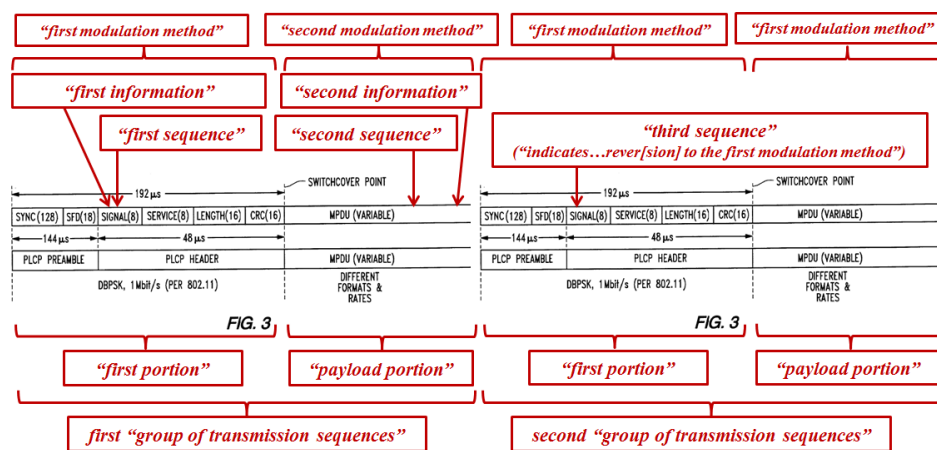 “first modulation method” “second modulation method” “first modulation method” “first modulation method”
“first information” “second information”
“first sequence” “second sequence” “third sequence”
(“indicates…rever[sion] to the first modulation method”)
192 μs SWITCHCOVER POINT 192 μs SWITCHCOVER POINT
SYNC(128) SFD(18) SIGNAL(8) SERVICE(8) LENGTH(16) CRC(16) MPDU (VARIABLE) SYNC(128) SFD(18) SIGNAL(8) SERVICE(8) LENGTH(16) CRC(16) MPDU (VARIABLE)
144 μs 48 μs 144 μs 48 μs
PLCP PREAMBLE PLCP HEADER MPDU (VARIABLE) PLCP PREAMBLE PLCP HEADER MPDU (VARIABLE)
DBPSK, 1 Mbit/s (PER 802.11) DIFFERENT FORMATS & RATES DBPSK, 1 Mbit/s (PER 802.11) DIFFERENT FORMATS & RATES
FIG. 3 FIG. 3
“first portion” “payload portion” “first portion” “payload portion”
first “group of transmission sequences” second “group of transmission sequences”